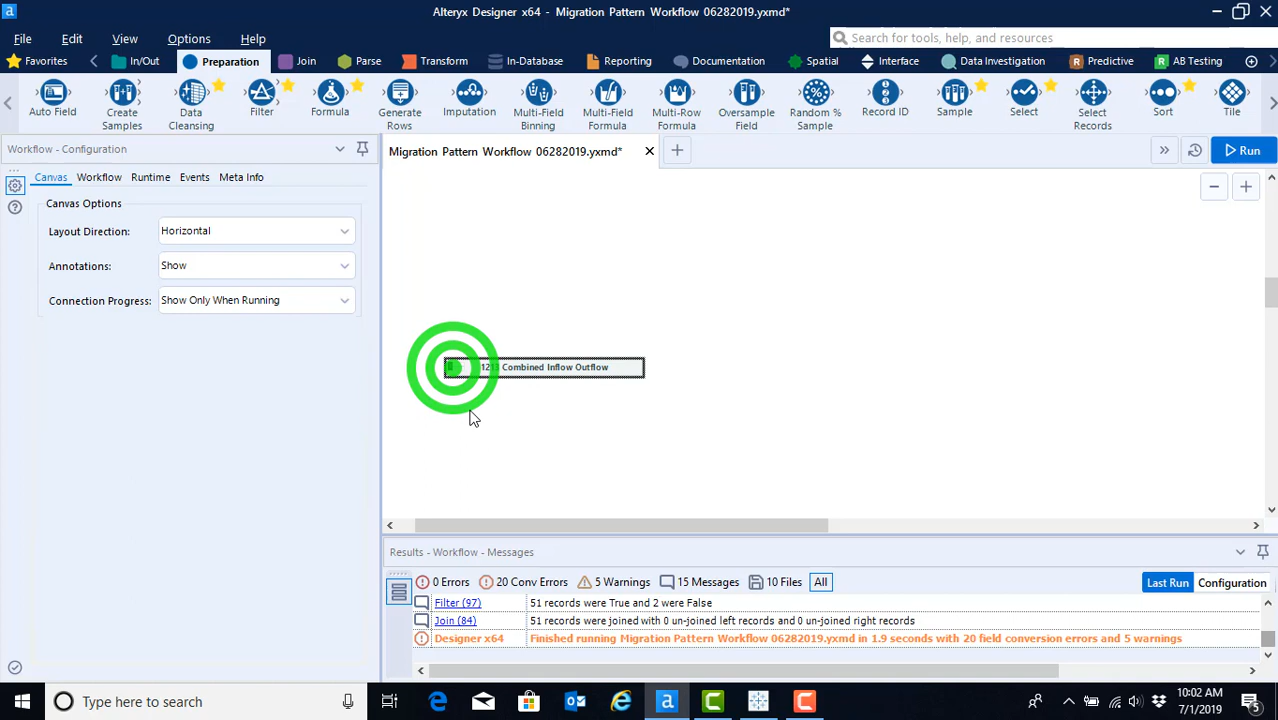 Alteryx Designer x64 - Migration Pattern Workflow 06282019.yxmd*
File Edit View Options Help
Search for tools, help, and resources
Favorites In/Out Preparation Join Parse Transform In-Database Reporting Documentation Spatial Interface Data Investigation Predictive AB Testing
Auto Field Create Samples Data Cleansing Filter Formula Generate Rows Imputation Multi-Field Binning Multi-Field Formula Multi-Row Formula Oversample Field Random % Sample Record ID Sample Select Select Records Sort Tile
Workflow - Configuration
Migration Pattern Workflow 06282019.yxmd*
Run
Canvas Workflow Runtime Events Meta Info
Canvas Options
Layout Direction: Horizontal
Annotations: Show
Connection Progress: Show Only When Running
Combined Inflow Outflow
Results - Workflow - Messages
0 Errors 20 Conv Errors 5 Warnings 15 Messages 10 Files All Last Run Configuration
Filter (97) 51 records were True and 2 were False
Join (84) 51 records were joined with 0 un-joined left records and 0 un-joined right records
Designer x64 Finished running Migration Pattern Workflow 06282019.yxmd in 1.9 seconds with 20 field conversion errors and 5 warnings
Type here to search
10:02 AM
7/1/2019
5